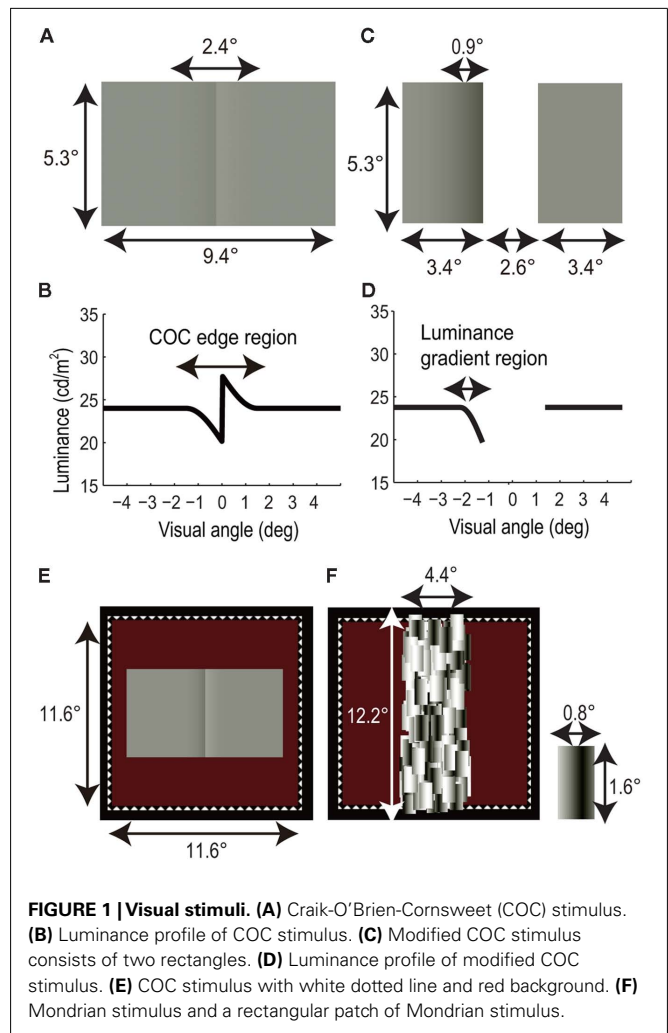 A
C
2.4°
0.9°
5.3°
5.3°
9.4°
3.4°
2.6°
3.4°
B
D
35
30
25
20
15
Luminance (cd/m²)
COC edge region
−4 −3 −2 −1 0 1 2 3 4
Visual angle (deg)
35
30
25
20
15
Luminance
gradient region
−4 −3 −2 −1 0 1 2 3 4
Visual angle (deg)
E
F
11.6°
11.6°
4.4°
12.2°
0.8°
1.6°
FIGURE 1 | Visual stimuli. (A) Craik-O'Brien-Cornsweet (COC) stimulus.
(B) Luminance profile of COC stimulus. (C) Modified COC stimulus
consists of two rectangles. (D) Luminance profile of modified COC
stimulus. (E) COC stimulus with white dotted line and red background. (F)
Mondrian stimulus and a rectangular patch of Mondrian stimulus.